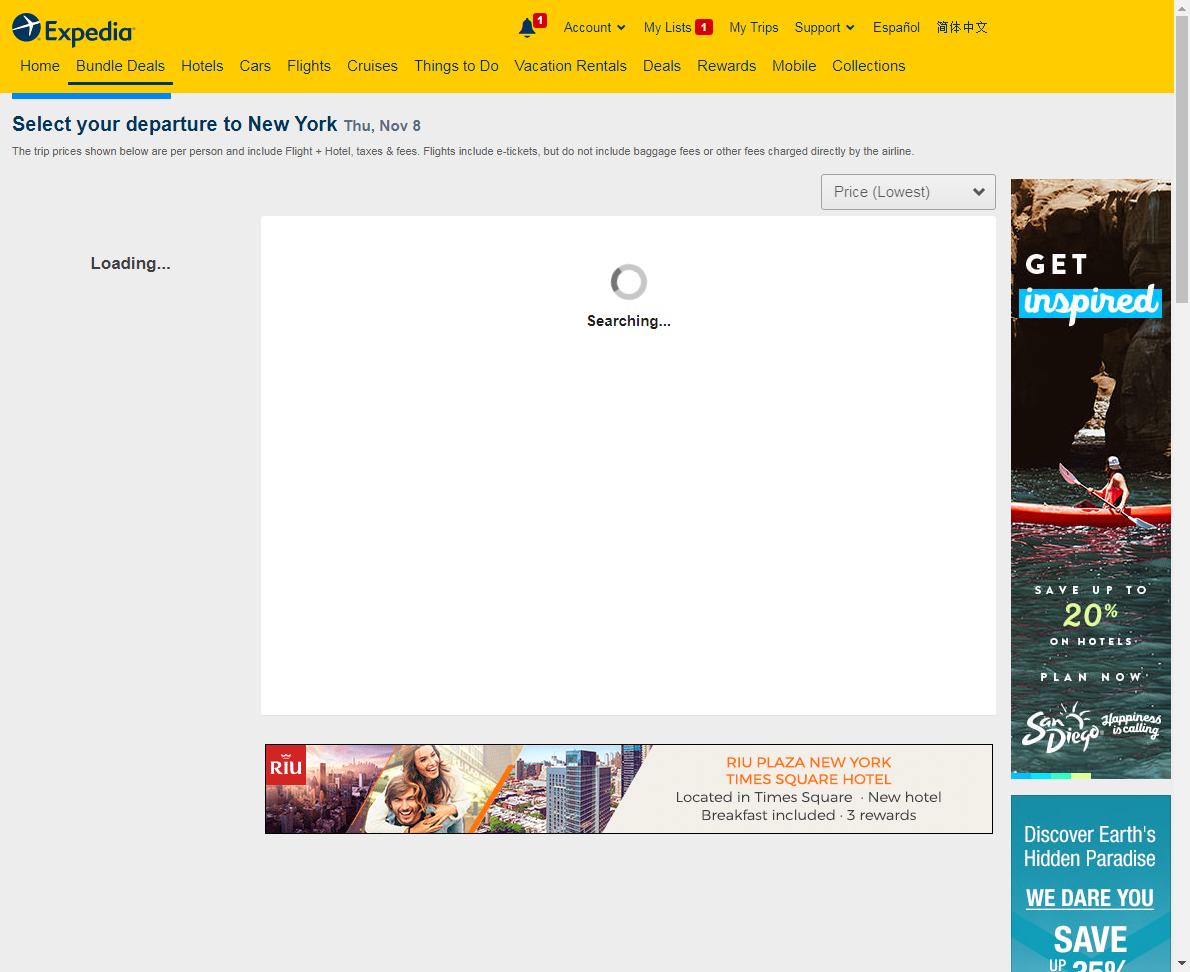 Expedia
1
Account
My Lists 1
My Trips
Support
Español
简体中文
Home
Bundle Deals
Hotels
Cars
Flights
Cruises
Things to Do
Vacation Rentals
Deals
Rewards
Mobile
Collections
Select your departure to New York Thu, Nov 8
The trip prices shown below are per person and include Flight + Hotel, taxes & fees. Flights include e-tickets, but do not include baggage fees or other fees charged directly by the airline.
Price (Lowest)
Loading...
Searching...
RIU
RIU PLAZA NEW YORK
TIMES SQUARE HOTEL
Located in Times Square · New hotel
Breakfast included · 3 rewards
GET
inspired
SAVE UP TO
20%
ON HOTELS.
PLAN NOW
San Diego
Happiness
is calling
Discover Earth's
Hidden Paradise
WE DARE YOU
SAVE
UP 25%